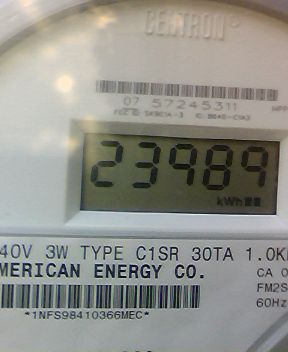 CENTRON®
07 57245311
23989
kWh
40V 3W TYPE C1SR 30TA 1.0K
MERICAN ENERGY CO.
CA 0
FM2S
60Hz
*1NFS98410366MEC*